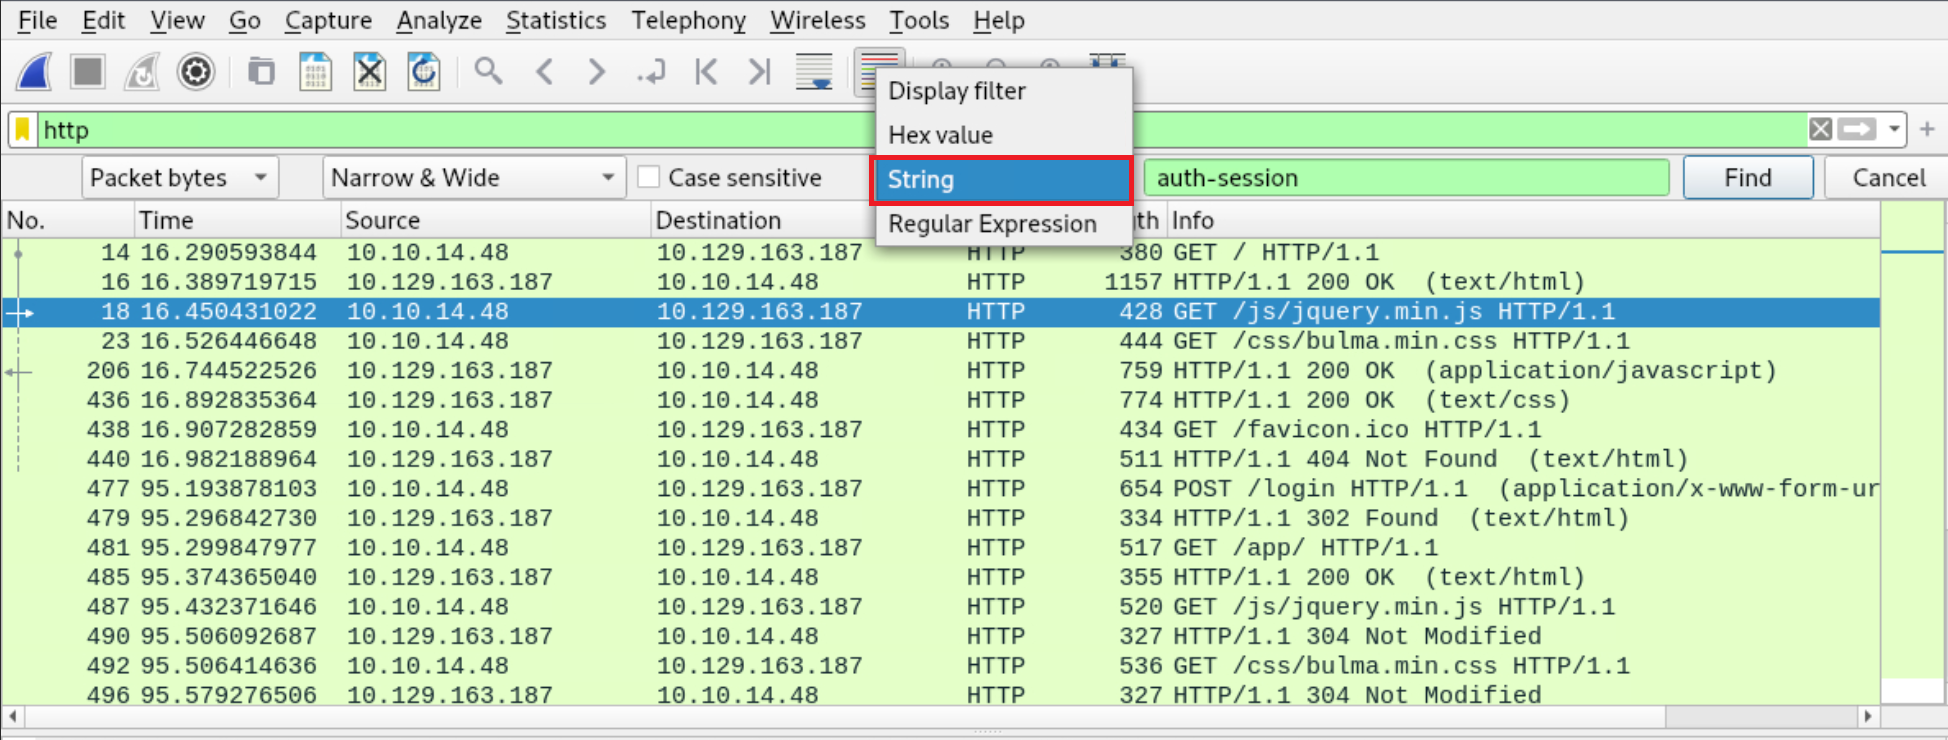 File Edit View Go Capture Analyze Statistics Telephony Wireless Tools Help
Display filter
Hex value
String
Regular Expression
http
Packet bytes Narrow & Wide Case sensitive auth-session Find Cancel
No. Time Source Destination Info
14 16.290593844 10.10.14.48 10.129.163.187 HTTP 380 GET / HTTP/1.1
16 16.389719715 10.129.163.187 10.10.14.48 HTTP 1157 HTTP/1.1 200 OK (text/html)
18 16.450431022 10.10.14.48 10.129.163.187 HTTP 428 GET /js/jquery.min.js HTTP/1.1
23 16.526446648 10.10.14.48 10.129.163.187 HTTP 444 GET /css/bulma.min.css HTTP/1.1
206 16.744522526 10.129.163.187 10.10.14.48 HTTP 759 HTTP/1.1 200 OK (application/javascript)
436 16.892835364 10.129.163.187 10.10.14.48 HTTP 774 HTTP/1.1 200 OK (text/css)
438 16.907282859 10.10.14.48 10.129.163.187 HTTP 434 GET /favicon.ico HTTP/1.1
440 16.982188964 10.129.163.187 10.10.14.48 HTTP 511 HTTP/1.1 404 Not Found (text/html)
477 95.193878103 10.10.14.48 10.129.163.187 HTTP 654 POST /login HTTP/1.1 (application/x-www-form-ur
479 95.296842730 10.129.163.187 10.10.14.48 HTTP 334 HTTP/1.1 302 Found (text/html)
481 95.299847977 10.10.14.48 10.129.163.187 HTTP 517 GET /app/ HTTP/1.1
485 95.374365040 10.129.163.187 10.10.14.48 HTTP 355 HTTP/1.1 200 OK (text/html)
487 95.432371646 10.10.14.48 10.129.163.187 HTTP 520 GET /js/jquery.min.js HTTP/1.1
490 95.506092687 10.129.163.187 10.10.14.48 HTTP 327 HTTP/1.1 304 Not Modified
492 95.506414636 10.10.14.48 10.129.163.187 HTTP 536 GET /css/bulma.min.css HTTP/1.1
496 95.579276506 10.129.163.187 10.10.14.48 HTTP 327 HTTP/1.1 304 Not Modified